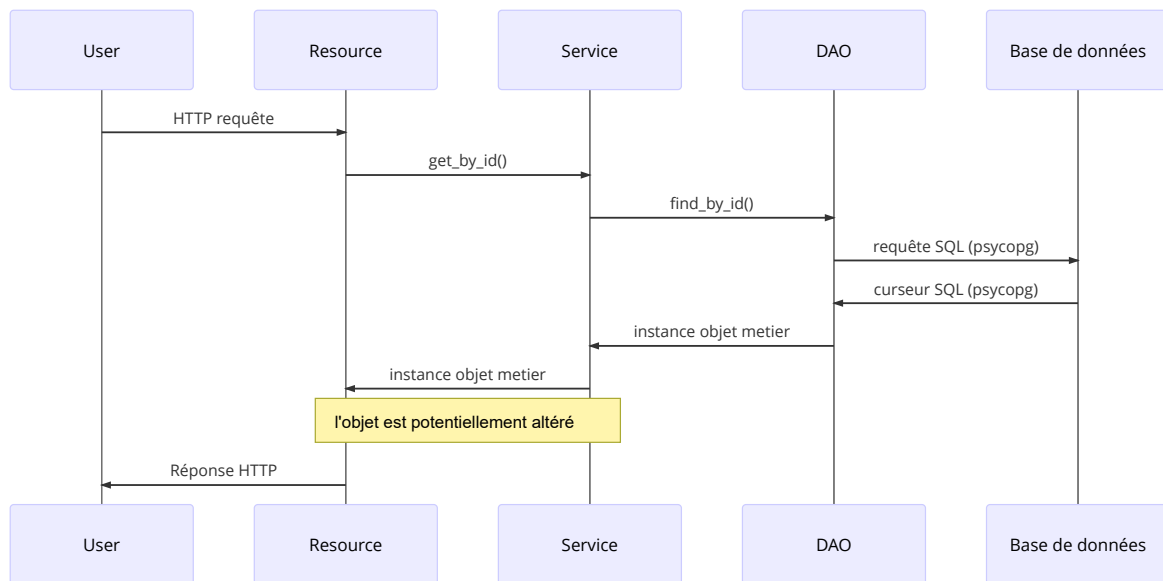 User Resource Service DAO Base de données
HTTP requête
get_by_id()
find_by_id()
requête SQL (psycopg)
curseur SQL (psycopg)
instance objet metier
instance objet metier
l'objet est potentiellement altéré
Réponse HTTP
User Resource Service DAO Base de données